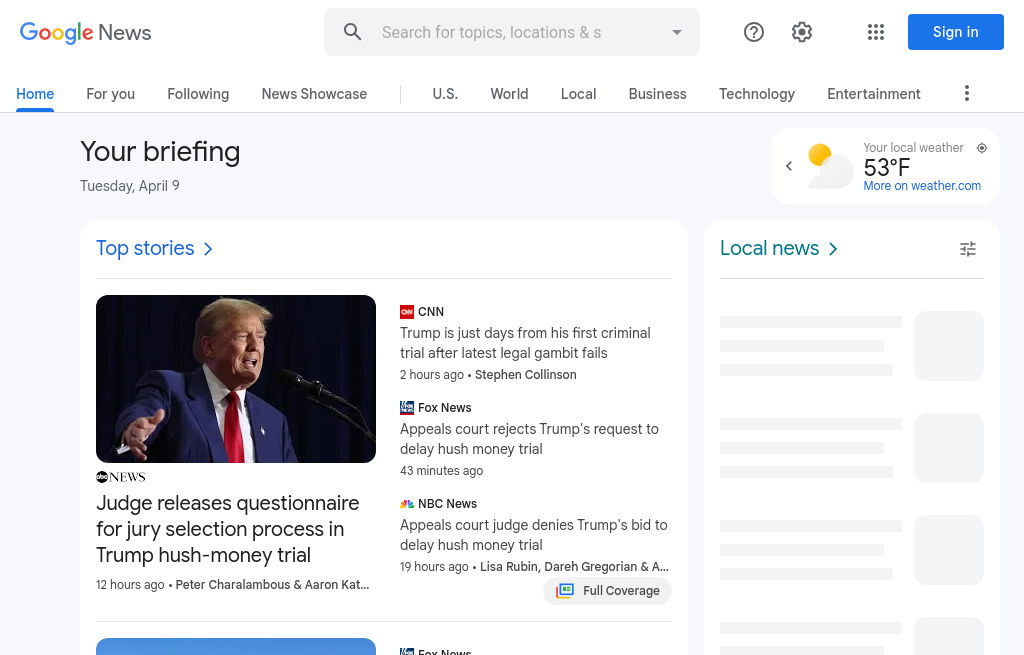 Google News
Search for topics, locations & s
Sign in
Home
For you
Following
News Showcase
U.S.
World
Local
Business
Technology
Entertainment
Your briefing
Tuesday, April 9
Your local weather
53°F
More on weather.com
Top stories
Local news
abc NEWS
Judge releases questionnaire
for jury selection process in
Trump hush-money trial
12 hours ago • Peter Charalambous & Aaron Kat...
CNN
CNN
Trump is just days from his first criminal
trial after latest legal gambit fails
2 hours ago • Stephen Collinson
Fox News
Appeals court rejects Trump's request to
delay hush money trial
43 minutes ago
NBC News
Appeals court judge denies Trump's bid to
delay hush money trial
19 hours ago • Lisa Rubin, Dareh Gregorian & A...
Full Coverage
Fox News